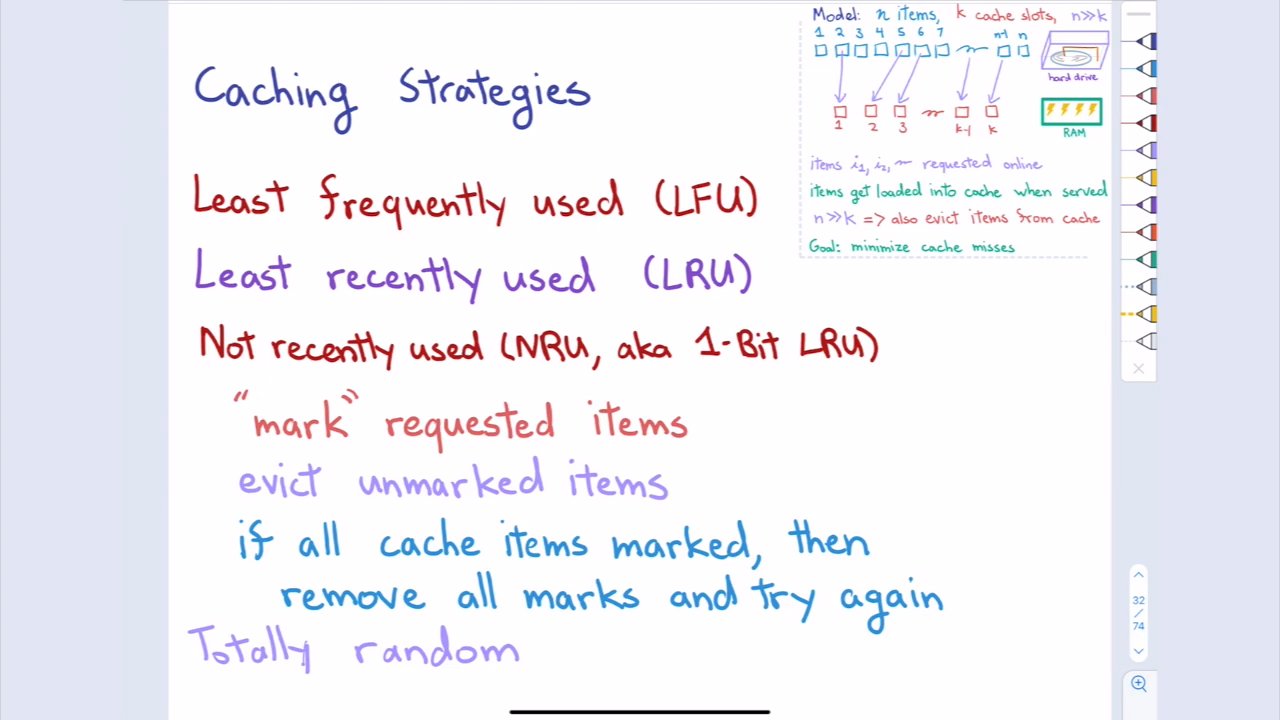 Caching Strategies
Least frequently used (LFU)
Least recently used (LRU)
Not recently used (NRU, aka 1-Bit LRU)
"mark" requested items
evict unmarked items
if all cache items marked, then
remove all marks and try again
Totally random
Model: n items, k cache slots, n≫k
1 2 3 4 5 6 7 n-1 n
hard drive
1 2 3 k-1 k
RAM
items i₁, i₂, ~ requested online
items get loaded into cache when served
n≫k => also evict items from cache
Goal: minimize cache misses
32
/
74